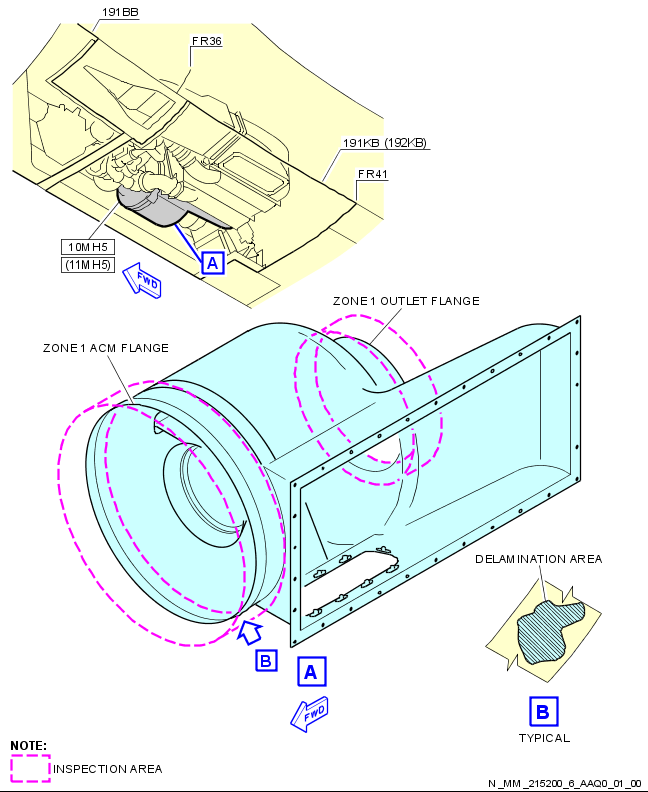 191BB
FR36
191KB (192KB)
FR41
10MH5
(11MH5)
A
FWD
ZONE 1 OUTLET FLANGE
ZONE 1 ACM FLANGE
DELAMINATION AREA
B
A
FWD
B
TYPICAL
NOTE:
INSPECTION AREA
N_MM_215200_6_AAQ0_01_00